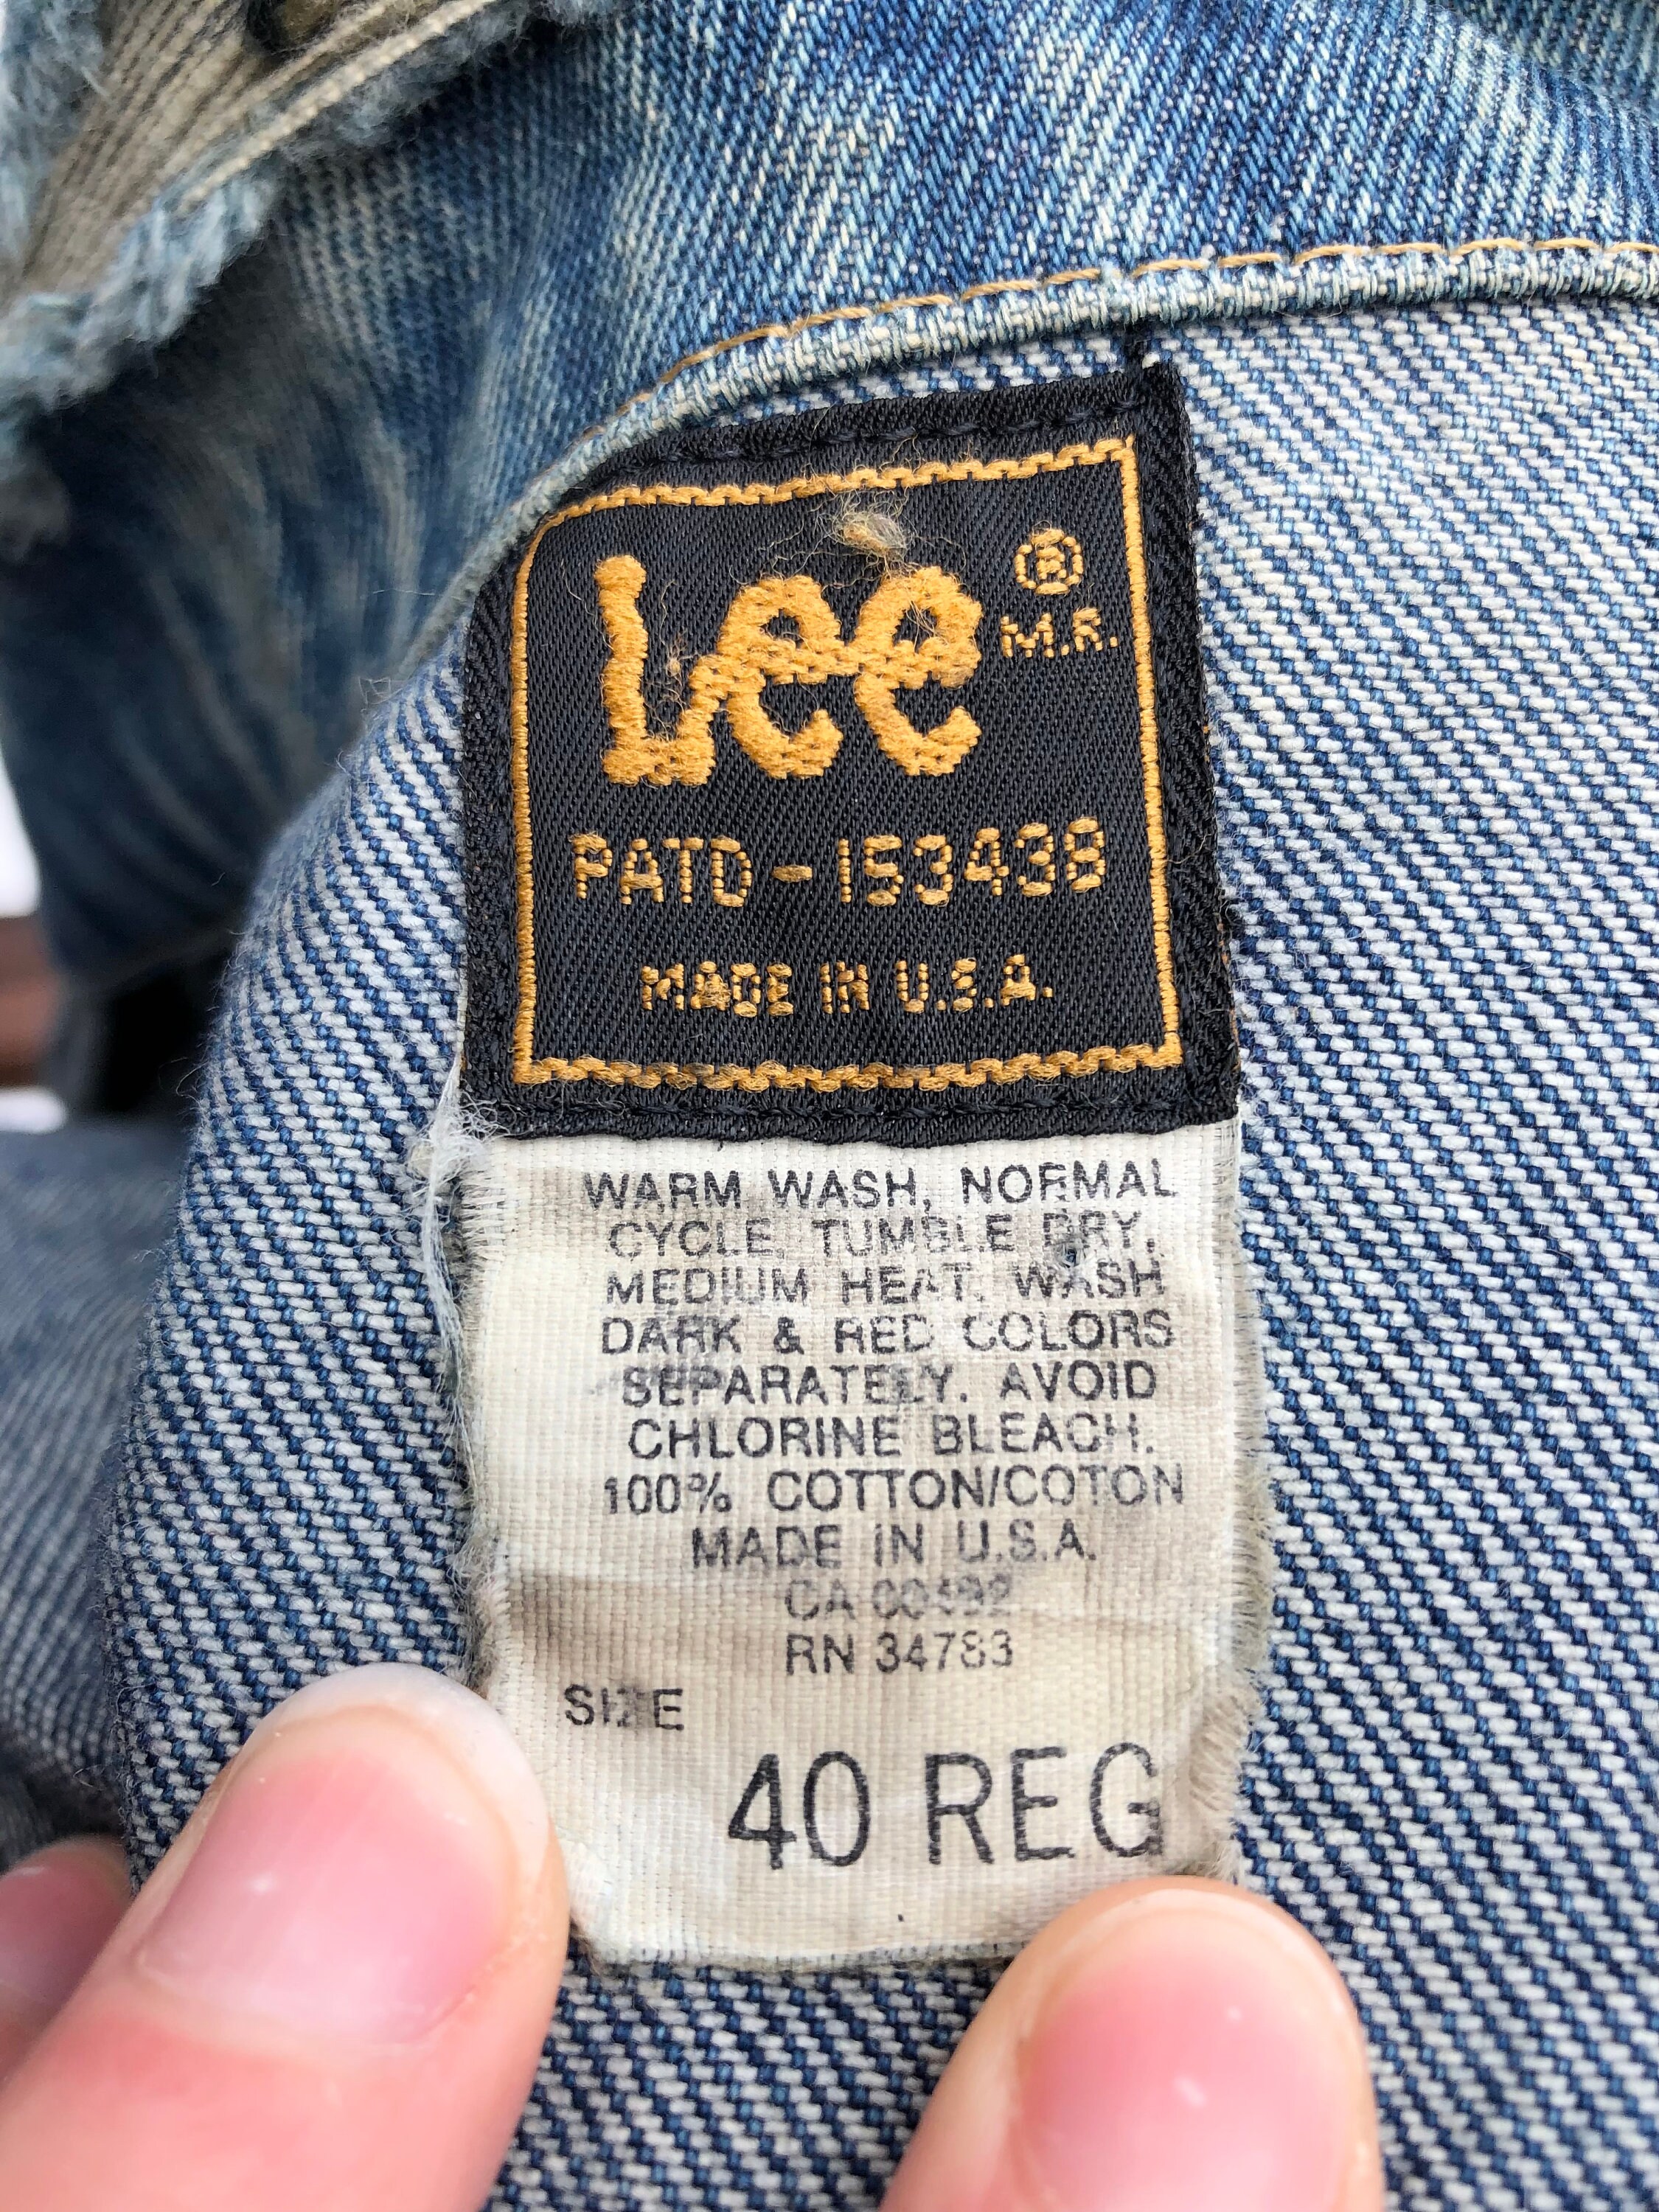 Lee ®
M.R.
PATD - 153438
MADE IN U.S.A.
WARM WASH, NORMAL
CYCLE, TUMBLE DRY,
MEDIUM HEAT. WASH
DARK & RED COLORS
SEPARATELY. AVOID
CHLORINE BLEACH.
100% COTTON/COTON
MADE IN U.S.A.
CA
RN 34783
SIZE
40 REG